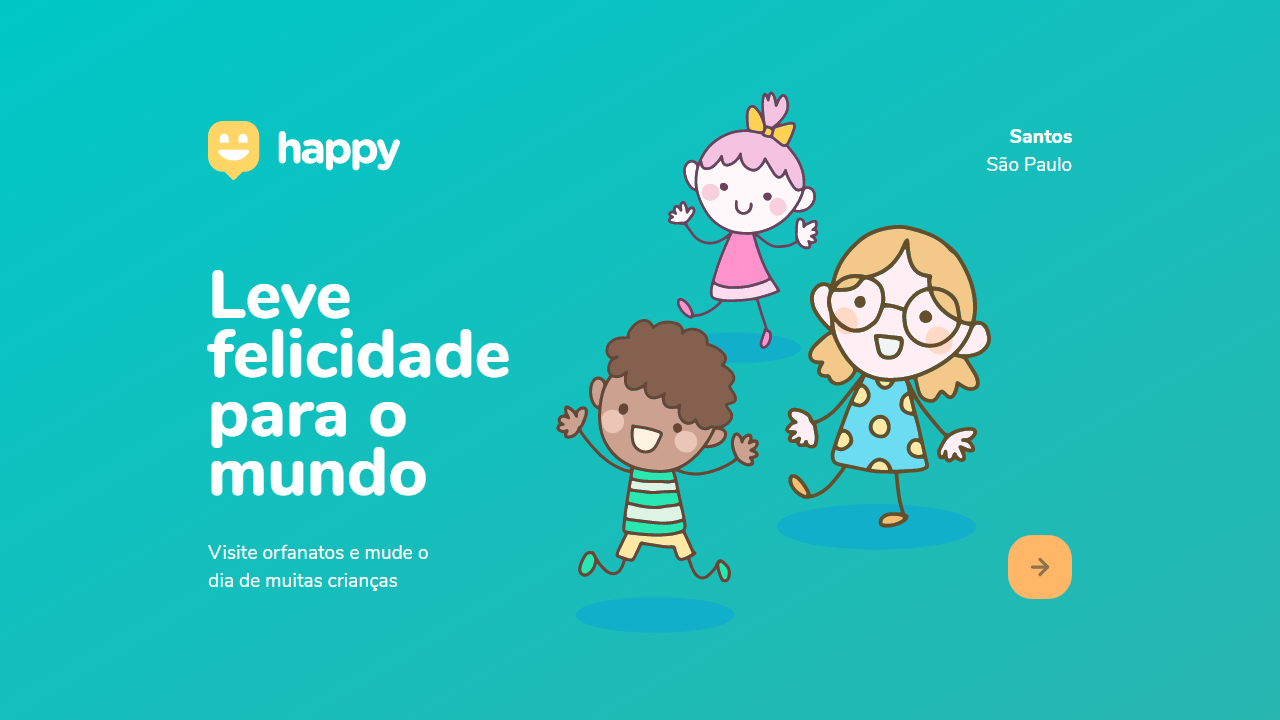 happy
Santos
São Paulo
Leve
felicidade
para o
mundo
Visite orfanatos e mude o
dia de muitas crianças